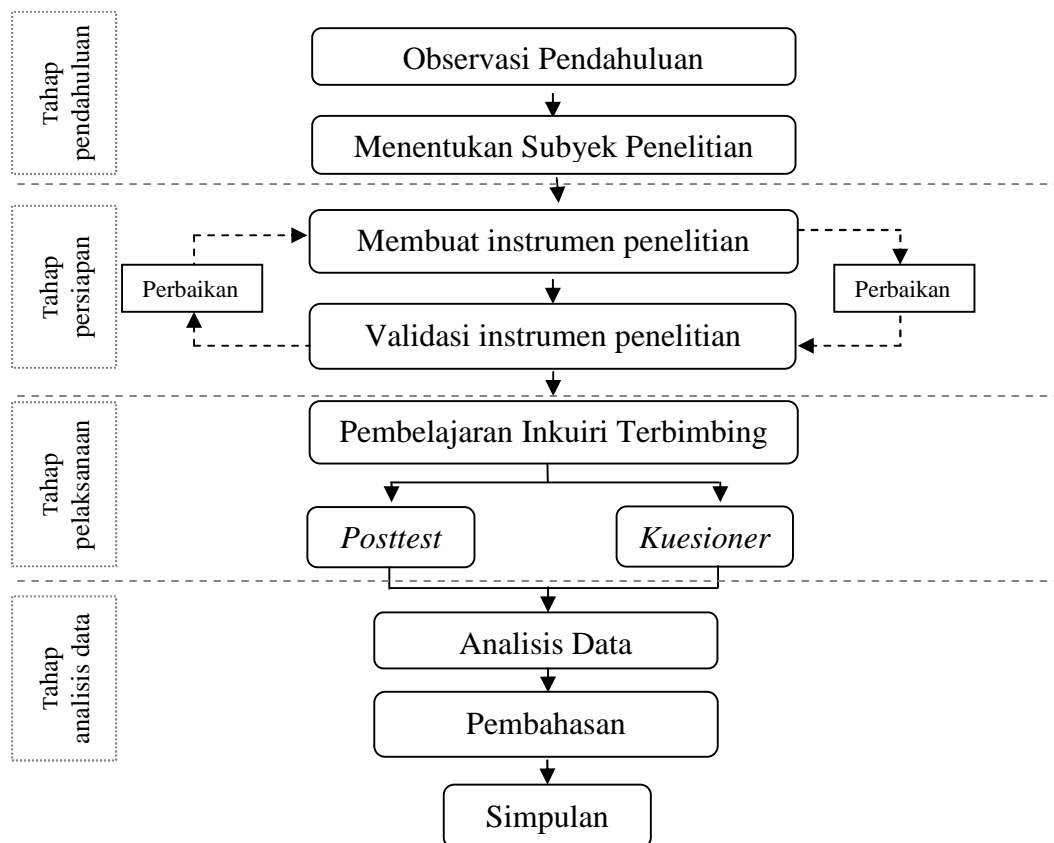 Tahap
pendahuluan
Observasi Pendahuluan
Menentukan Subyek Penelitian
Tahap
persiapan
Membuat instrumen penelitian
Perbaikan
Perbaikan
Validasi instrumen penelitian
Tahap
pelaksanaan
Pembelajaran Inkuiri Terbimbing
Posttest
Kuesioner
Tahap
analisis data
Analisis Data
Pembahasan
Simpulan